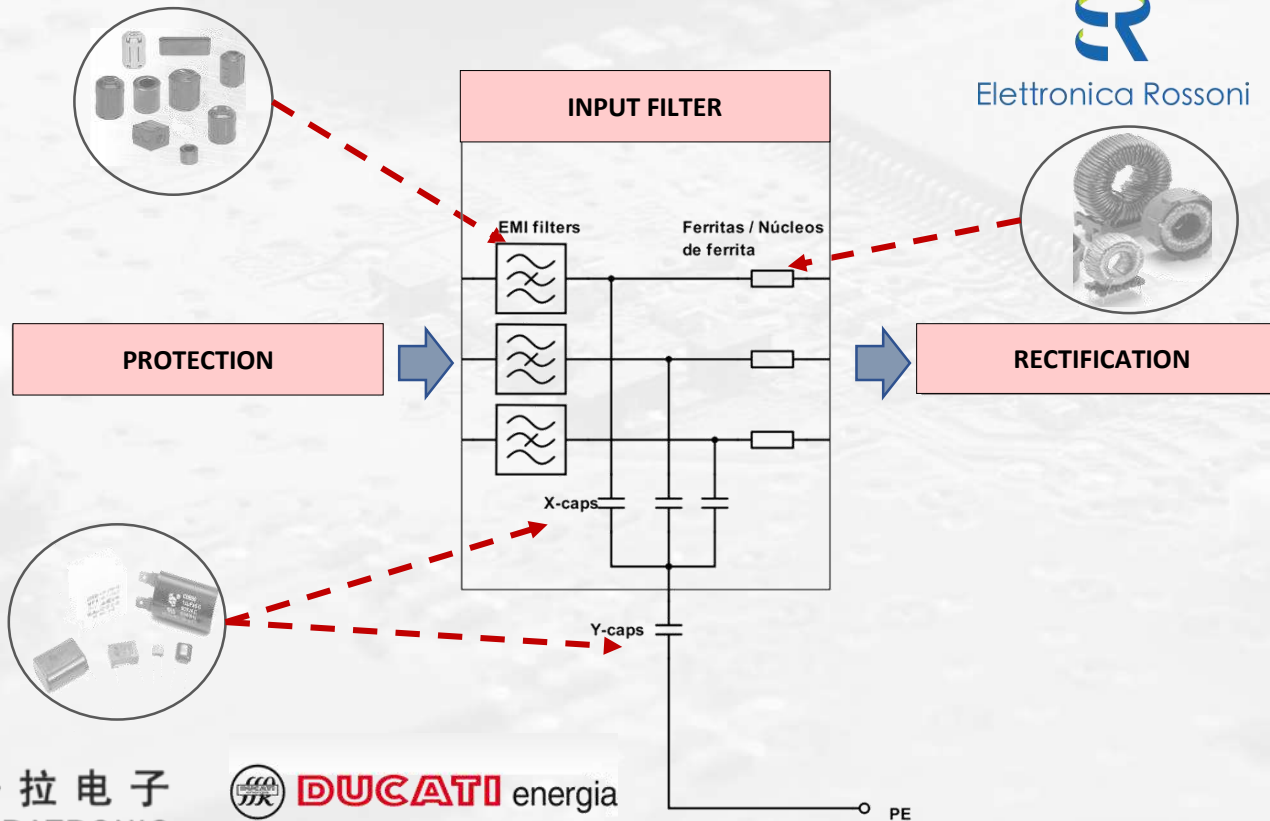 Elettronica Rossoni
INPUT FILTER
EMI filters
Ferritas / Núcleos
de ferrita
PROTECTION
RECTIFICATION
X-caps
Y-caps
拉电子
DUCATI energia
PE